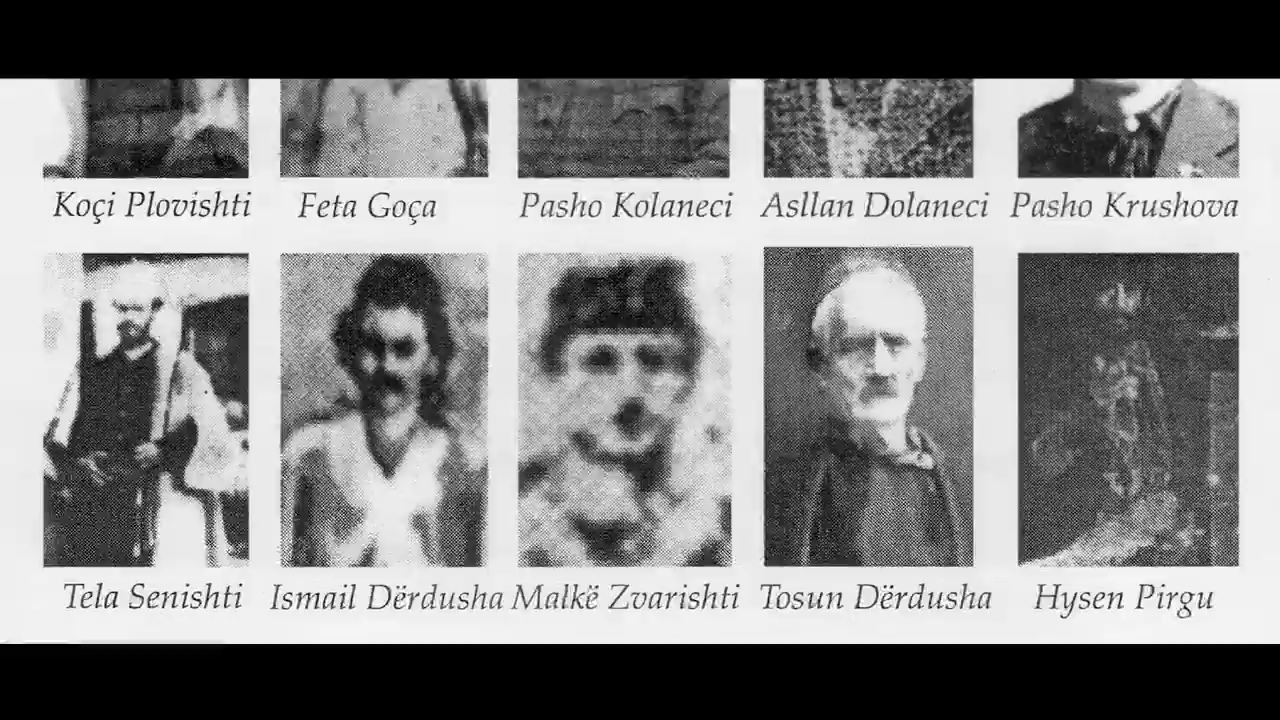 Koçi Plovishti Feta Goça Pasho Kolaneci Asllan Dolaneci Pasho Krushova
Tela Senishti Ismail Dërdusha Malkë Zvarishti Tosun Dërdusha Hysen Pirgu